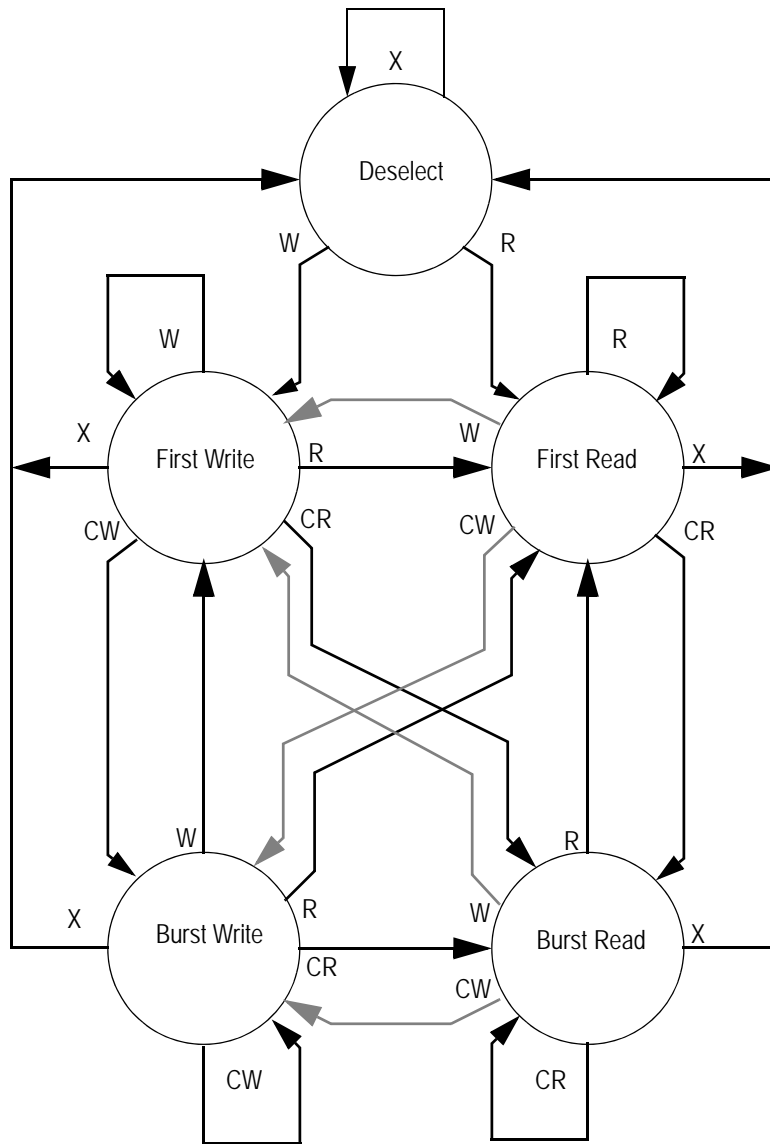 X
Deselect
W
R
W
R
X
W
First Write
R
First Read
X
CW
CR
CW
CR
W
R
X
R
W
Burst Write
Burst Read
X
CR
CW
CW
CR